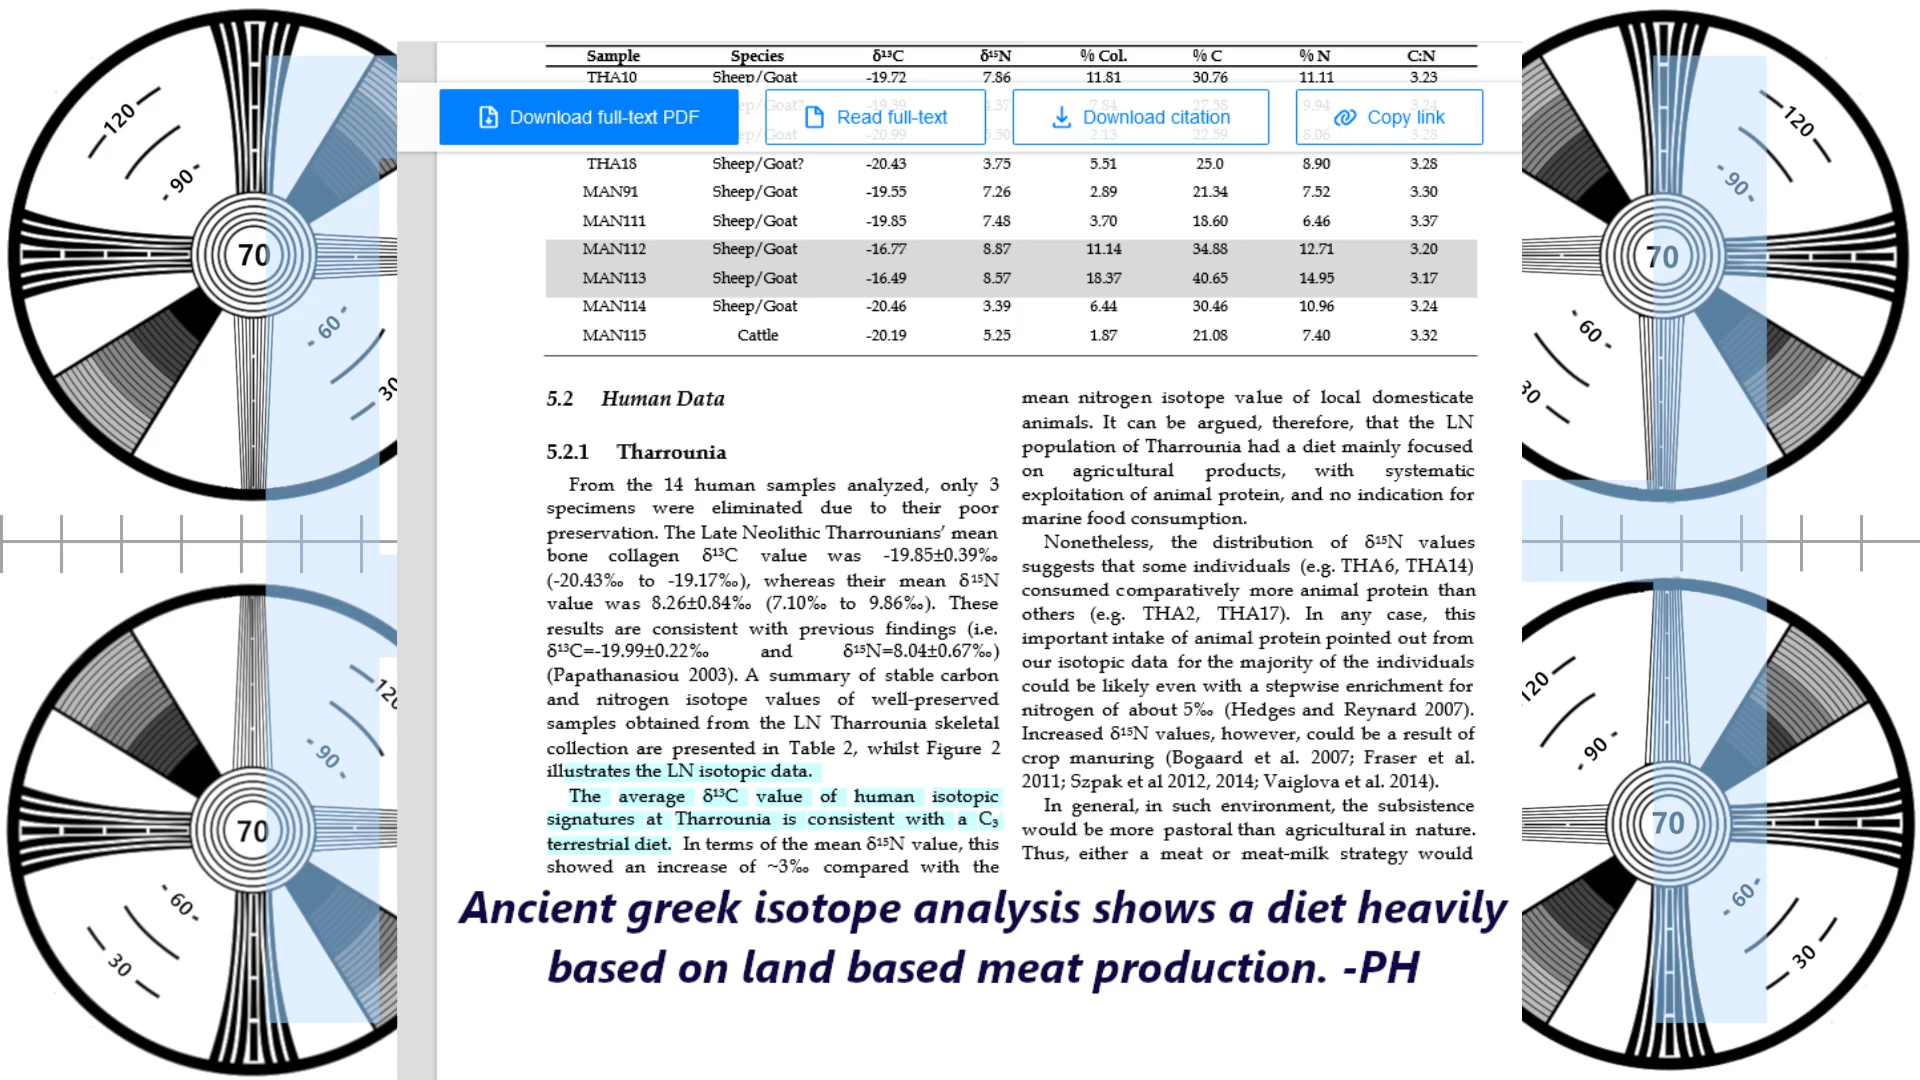 Sample Species δ¹³C δ¹⁵N % Col. % C % N C:N
THA10 Sheep/Goat -19.72 7.86 11.81 30.76 11.11 3.23
Download full-text PDF Read full-text Download citation Copy link
THA18 Sheep/Goat? -20.43 3.75 5.51 25.0 8.90 3.28
MAN91 Sheep/Goat -19.55 7.26 2.89 21.34 7.52 3.30
MAN111 Sheep/Goat -19.85 7.48 3.70 18.60 6.46 3.37
MAN112 Sheep/Goat -16.77 8.87 11.14 34.88 12.71 3.20
MAN113 Sheep/Goat -16.49 8.57 18.37 40.65 14.95 3.17
MAN114 Sheep/Goat -20.46 3.39 6.44 30.46 10.96 3.24
MAN115 Cattle -20.19 5.25 1.87 21.08 7.40 3.32
5.2 Human Data
5.2.1 Tharrounia
From the 14 human samples analyzed, only 3
specimens were eliminated due to their poor
preservation. The Late Neolithic Tharrounians' mean
bone collagen δ¹³C value was -19.85±0.39‰
(-20.43‰ to -19.17‰), whereas their mean δ¹⁵N
value was 8.26±0.84‰ (7.10‰ to 9.86‰). These
results are consistent with previous findings (i.e.
δ¹³C=-19.99±0.22‰ and δ¹⁵N=8.04±0.67‰)
(Papathanasiou 2003). A summary of stable carbon
and nitrogen isotope values of well-preserved
samples obtained from the LN Tharrounia skeletal
collection are presented in Table 2, whilst Figure 2
illustrates the LN isotopic data.
The average δ¹³C value of human isotopic
signatures at Tharrounia is consistent with a C₃
terrestrial diet. In terms of the mean δ¹⁵N value, this
showed an increase of ~3‰ compared with the
mean nitrogen isotope value of local domesticate
animals. It can be argued, therefore, that the LN
population of Tharrounia had a diet mainly focused
on agricultural products, with systematic
exploitation of animal protein, and no indication for
marine food consumption.
Nonetheless, the distribution of δ¹⁵N values
suggests that some individuals (e.g. THA6, THA14)
consumed comparatively more animal protein than
others (e.g. THA2, THA17). In any case, this
important intake of animal protein pointed out from
our isotopic data for the majority of the individuals
could be likely even with a stepwise enrichment for
nitrogen of about 5‰ (Hedges and Reynard 2007).
Increased δ¹⁵N values, however, could be a result of
crop manuring (Bogaard et al. 2007; Fraser et al.
2011; Szpak et al 2012, 2014; Vaiglova et al. 2014).
In general, in such environment, the subsistence
would be more pastoral than agricultural in nature.
Thus, either a meat or meat-milk strategy would
Ancient greek isotope analysis shows a diet heavily
based on land based meat production. -PH
120
- 90 -
70
- 60 -
30
120
- 90 -
70
- 60 -
30
120
- 90 -
70
- 60 -
30
120
- 90 -
70
- 60 -
30